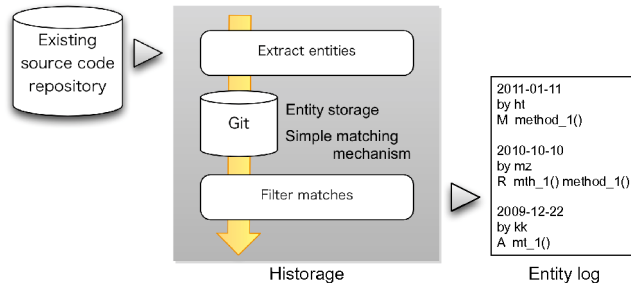 Existing
source code
repository
Extract entities
Git
Entity storage
Simple matching
mechanism
Filter matches
Historage
2011-01-11
by ht
M method_1()
2010-10-10
by mz
R mth_1() method_1()
2009-12-22
by kk
A mt_1()
Entity log